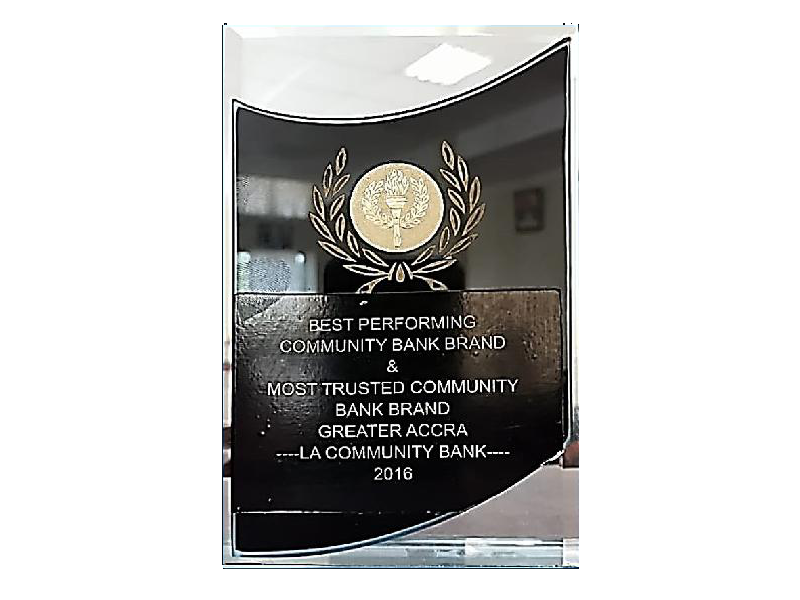 BEST PERFORMING
COMMUNITY BANK BRAND
&
MOST TRUSTED COMMUNITY
BANK BRAND
GREATER ACCRA
----LA COMMUNITY BANK----
2016